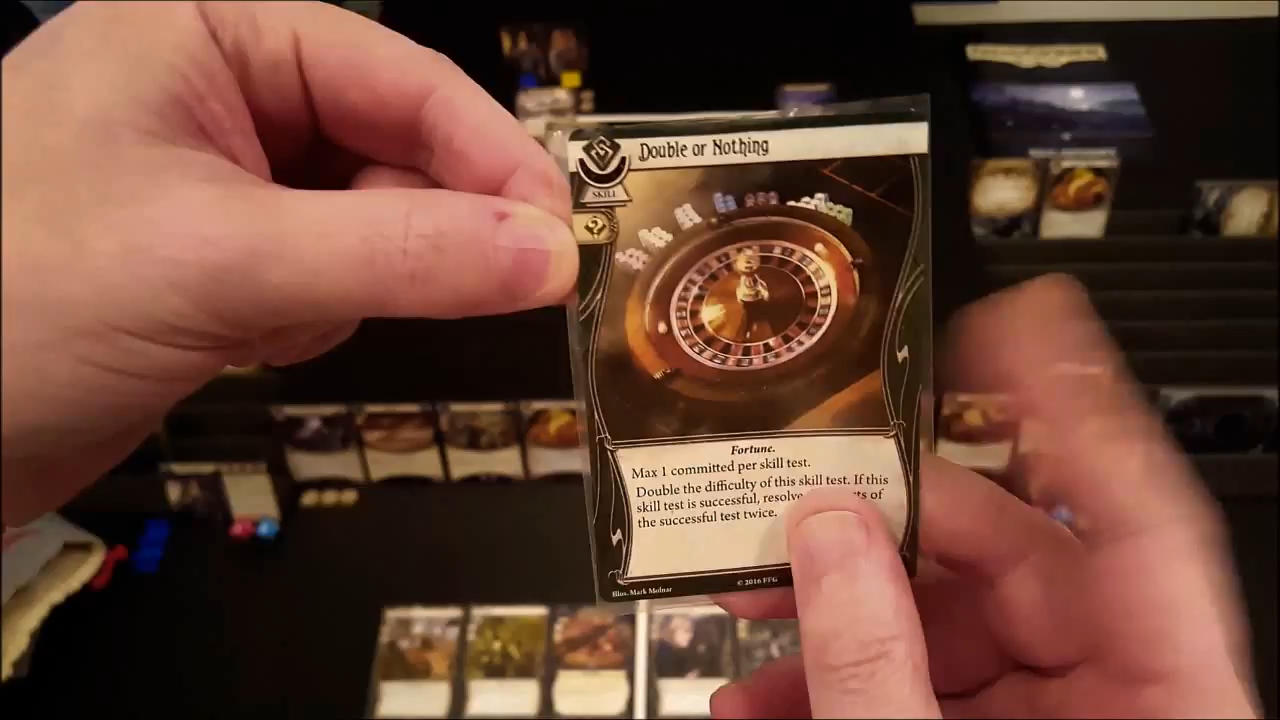 Double or Nothing
SKILL
?
Fortune.
Max 1 committed per skill test.
Double the difficulty of this skill test. If this
skill test is successful, resolve of
the successful test twice.
Illus. Mark Molnar
© 2016 FFG